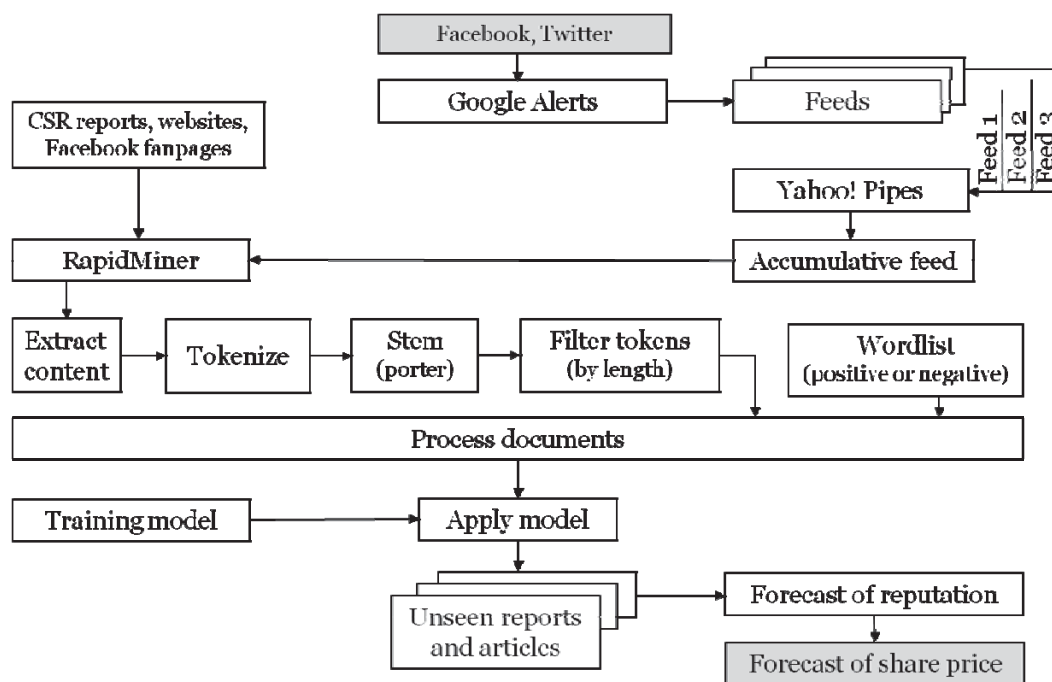 Facebook, Twitter
Google Alerts
Feeds
Feed 1
Feed 2
Feed 3
CSR reports, websites,
Facebook fanpages
Yahoo! Pipes
RapidMiner
Accumulative feed
Extract
content
Tokenize
Stem
(porter)
Filter tokens
(by length)
Wordlist
(positive or negative)
Process documents
Training model
Apply model
Unseen reports
and articles
Forecast of reputation
Forecast of share price